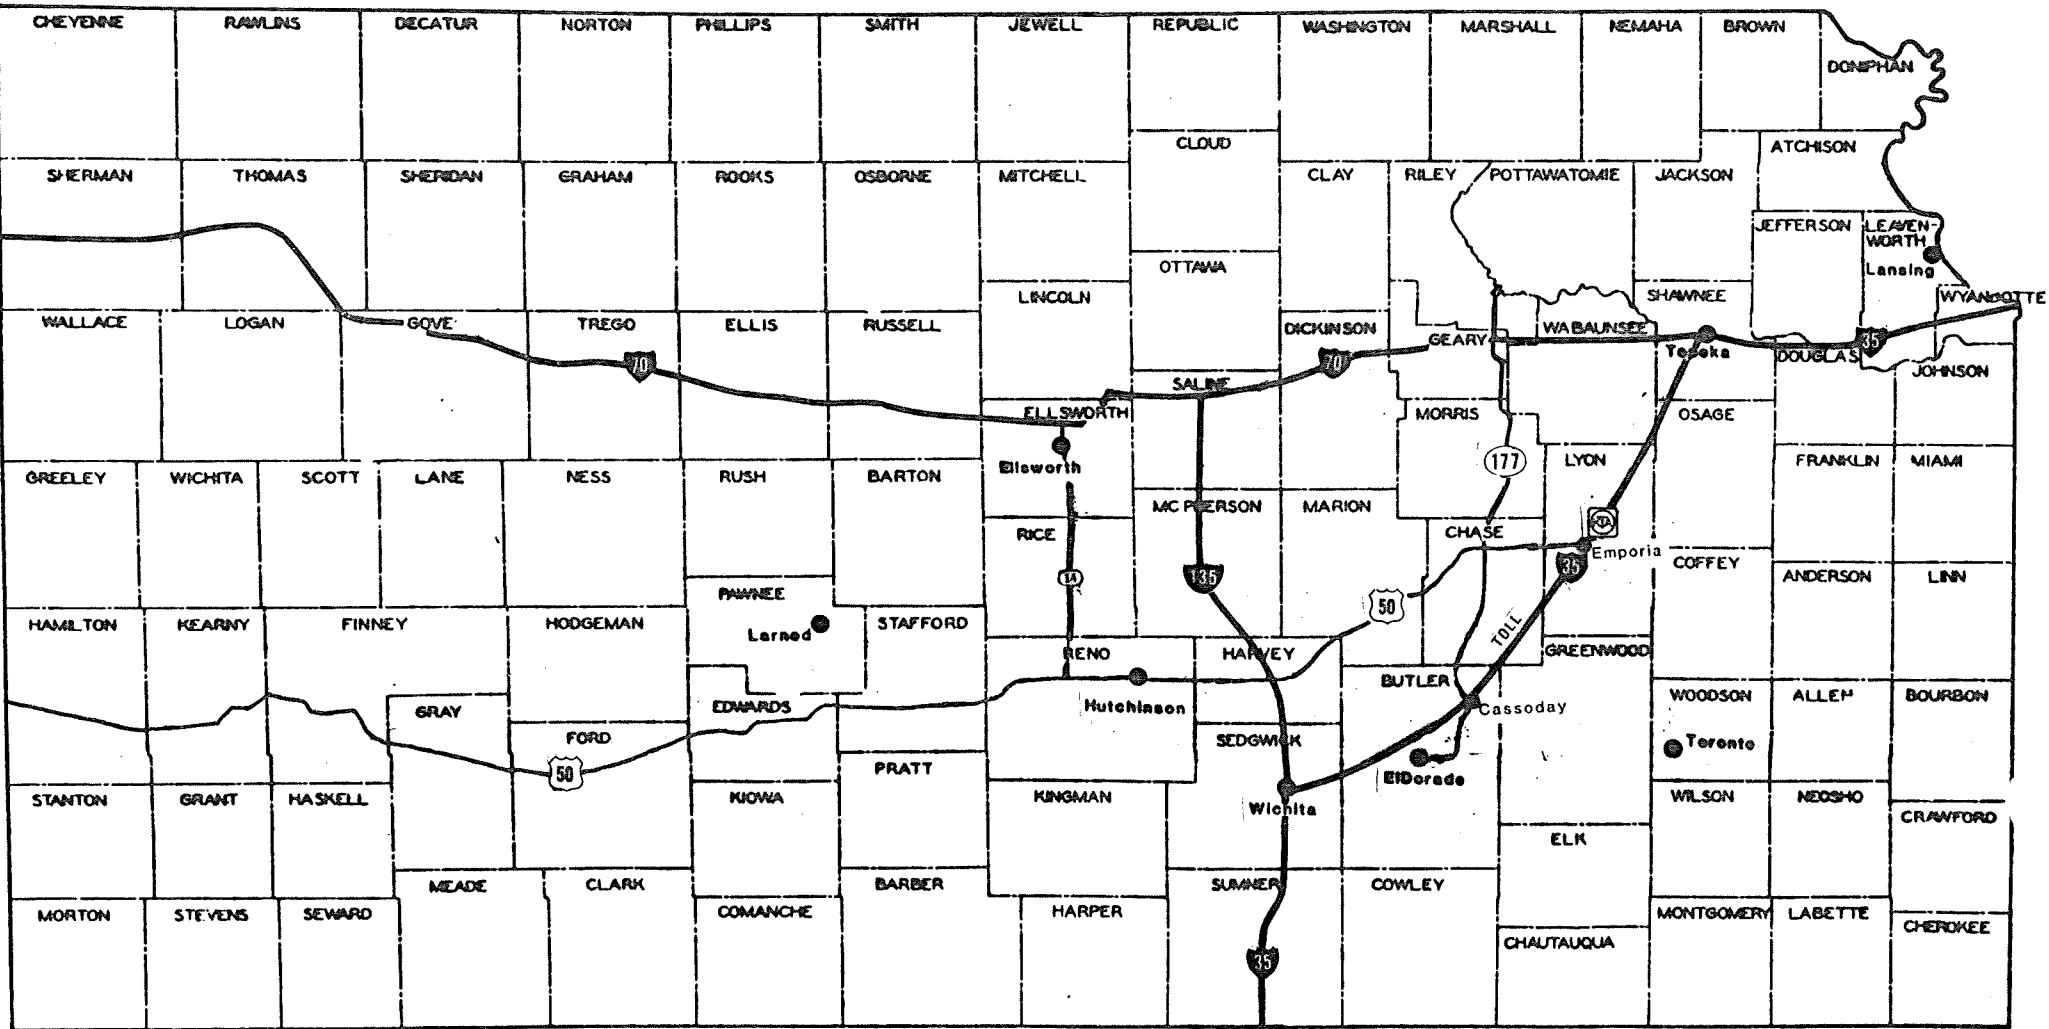 CHEYENNE RAWLINS DECATUR NORTON PHILLIPS SMITH JEWELL REPUBLIC WASHINGTON MARSHALL NEMAHA BROWN
DONIPHAN
CLOUD ATCHISON
SHERMAN THOMAS SHERIDAN GRAHAM ROOKS OSBORNE MITCHELL CLAY RILEY POTTAWATOMIE JACKSON
JEFFERSON LEAVEN-
WORTH
Lansing
OTTAWA
LINCOLN SHAWNEE WYANDOTTE
WALLACE LOGAN GOVE TREGO ELLIS RUSSELL DICKINSON WABAUNSEE
GEARY Topeka DOUGLAS 35
70 70 JOHNSON
SALINE
ELLSWORTH MORRIS OSAGE
Ellsworth 177 LYON FRANKLIN MIAMI
GREELEY WICHITA SCOTT LANE NESS RUSH BARTON
MC PHERSON MARION
RICE CHASE KTA
Emporia
14 135 35 COFFEY ANDERSON LINN
PAWNEE 50
HAMILTON KEARNY FINNEY HODGEMAN Larned STAFFORD TOLL
RENO HARVEY GREENWOOD
BUTLER
WOODSON ALLEN BOURBON
GRAY EDWARDS Hutchinson Cassoday
FORD SEDGWICK Toronto
50 PRATT ElDorado
STANTON GRANT HASKELL KIOWA KINGMAN Wichita WILSON NEOSHO
CRAWFORD
ELK
MEADE CLARK BARBER SUMNER COWLEY
MORTON STEVENS SEWARD COMANCHE HARPER MONTGOMERY LABETTE
CHEROKEE
CHAUTAUQUA
35